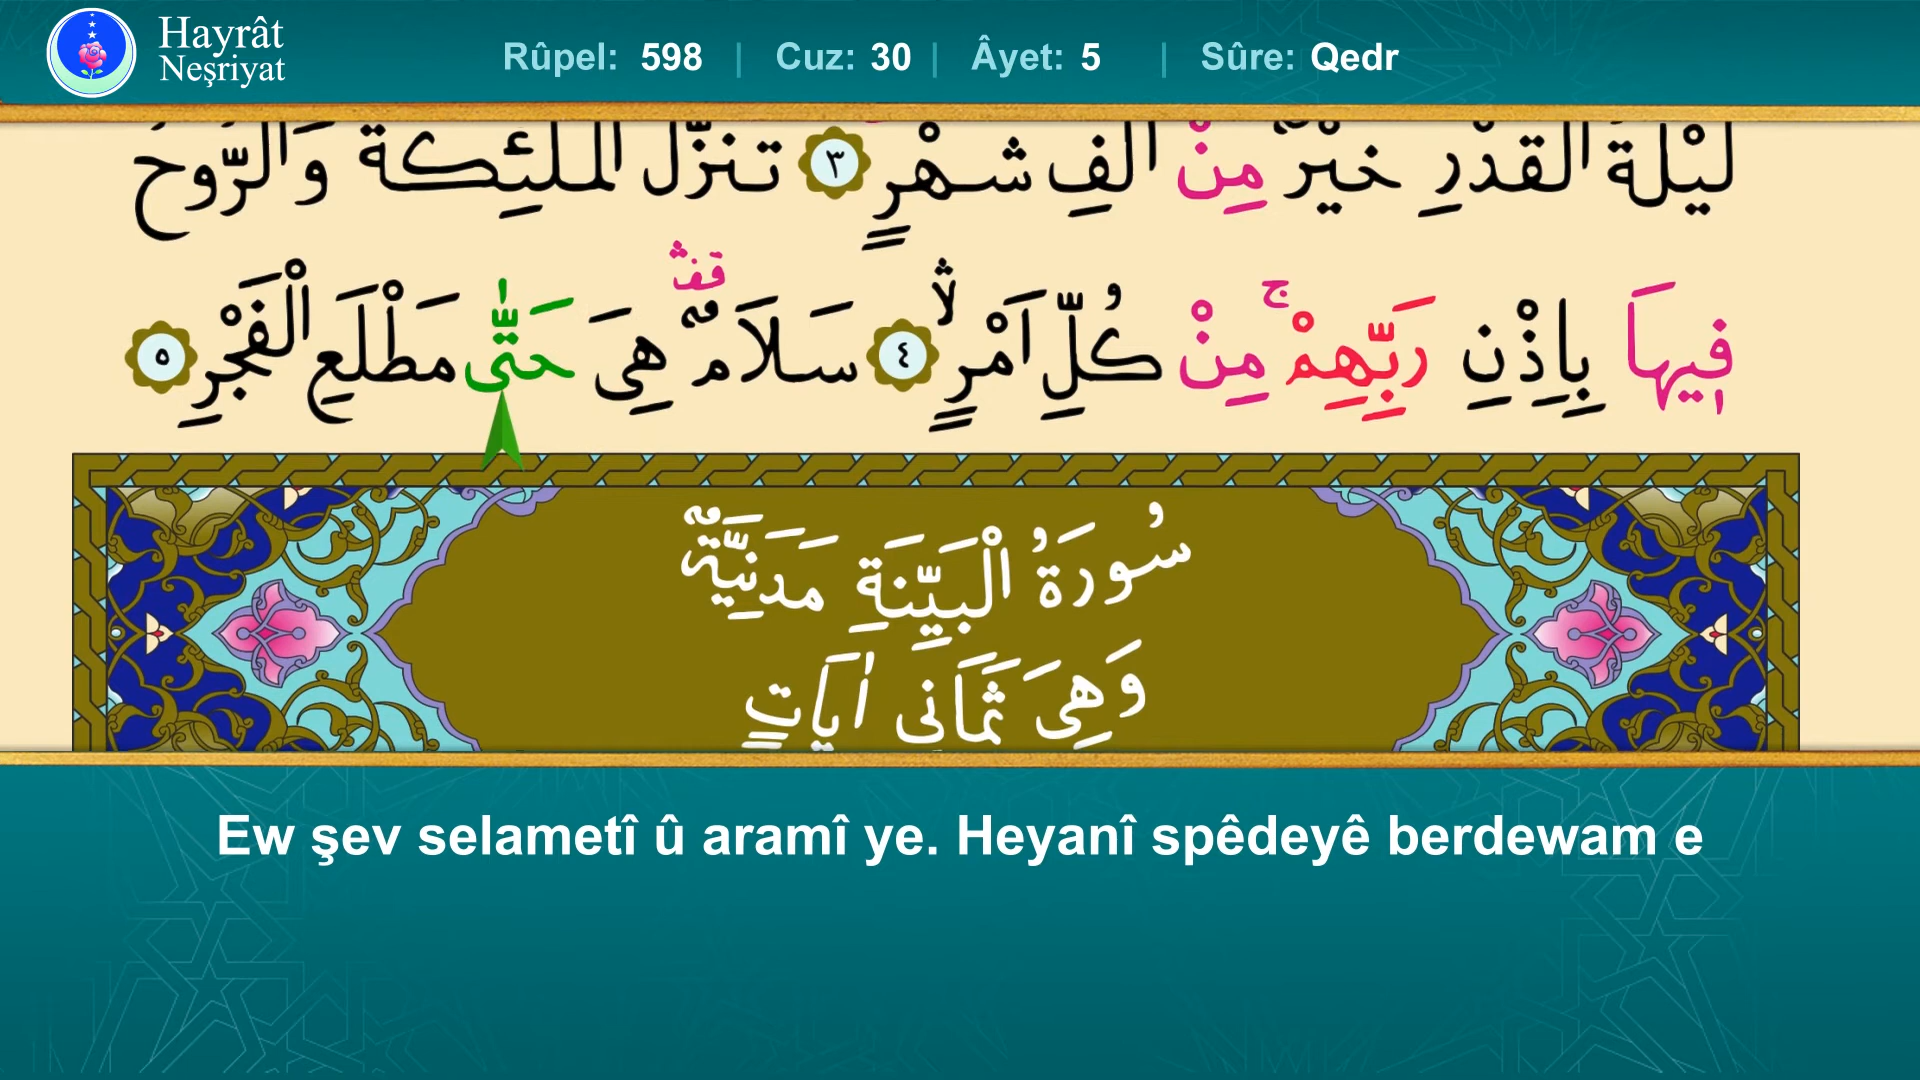 Hayrât
Neşriyat
Rûpel: 598 | Cuz: 30 | Âyet: 5 | Sûre: Qedr
لَيْلَةُ الْقَدْرِ خَيْرٌ مِنْ اَلْفِ شَهْرٍ ﴿٣﴾ تَنَزَّلُ الْمَلٰٓئِكَةُ وَالرُّوحُ
ف۪يهَا بِاِذْنِ رَبِّهِمْۚ مِنْ كُلِّ اَمْرٍۙۛ ﴿٤﴾ سَلَامٌ۠ۛ هِيَ حَتّٰى مَطْلَعِ الْفَجْرِ ﴿٥﴾
سُورَةُ الْبَيِّنَةِ مَدَنِيَّةٌ
وَهِيَ ثَمَانِي اٰيَاتٍ
Ew şev selametî û aramî ye. Heyanî spêdeyê berdewam e